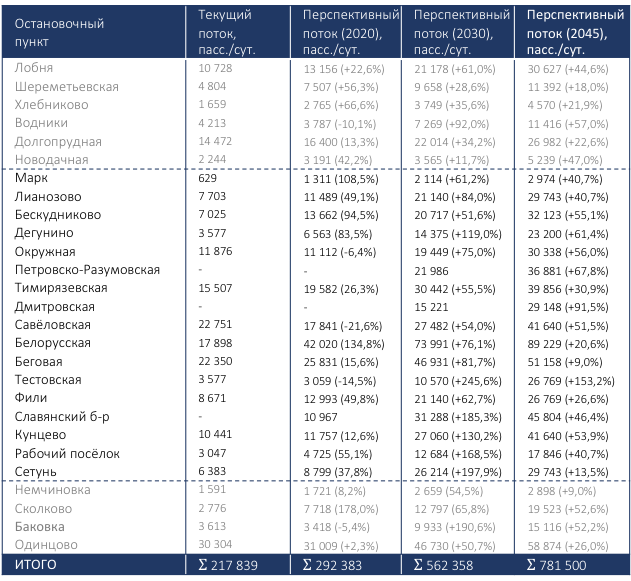 Остановочный пункт | Текущий поток, пасс./сут. | Перспективный поток (2020), пасс./сут. | Перспективный поток (2030), пасс./сут. | Перспективный поток (2045), пасс./сут.
Лобня 10 728 13 156 (+22,6%) 21 178 (+61,0%) 30 627 (+44,6%)
Шереметьевская 4 804 7 507 (+56,3%) 9 658 (+28,6%) 11 392 (+18,0%)
Хлебниково 1 659 2 765 (+66,6%) 3 749 (+35,6%) 4 570 (+21,9%)
Водники 4 213 3 787 (-10,1%) 7 269 (+92,0%) 11 416 (+57,0%)
Долгопрудная 14 472 16 400 (+13,3%) 22 014 (+34,2%) 26 982 (+22,6%)
Новодачная 2 244 3 191 (42,2%) 3 565 (+11,7%) 5 239 (+47,0%)
Марк 629 1 311 (108,5%) 2 114 (+61,2%) 2 974 (+40,7%)
Лианозово 7 703 11 489 (49,1%) 21 140 (+84,0%) 29 743 (+40,7%)
Бескудниково 7 025 13 662 (94,5%) 20 717 (+51,6%) 32 123 (+55,1%)
Дегунино 3 577 6 563 (83,5%) 14 375 (+119,0%) 23 200 (+61,4%)
Окружная 11 876 11 112 (-6,4%) 19 449 (+75,0%) 30 338 (+56,0%)
Петровско-Разумовская - - 21 986 36 881 (+67,8%)
Тимирязевская 15 507 19 582 (26,3%) 30 442 (+55,5%) 39 856 (+30,9%)
Дмитровская - - 15 221 29 148 (+91,5%)
Савёловская 22 751 17 841 (-21,6%) 27 482 (+54,0%) 41 640 (+51,5%)
Белорусская 17 898 42 020 (134,8%) 73 991 (+76,1%) 89 229 (+20,6%)
Беговая 22 350 25 831 (15,6%) 46 931 (+81,7%) 51 158 (+9,0%)
Тестовская 3 577 3 059 (-14,5%) 10 570 (+245,6%) 26 769 (+153,2%)
Фили 8 671 12 993 (49,8%) 21 140 (+62,7%) 26 769 (+26,6%)
Славянский б-р - 10 967 31 288 (+185,3%) 45 804 (+46,4%)
Кунцево 10 441 11 757 (12,6%) 27 060 (+130,2%) 41 640 (+53,9%)
Рабочий посёлок 3 047 4 725 (55,1%) 12 684 (+168,5%) 17 846 (+40,7%)
Сетунь 6 383 8 799 (37,8%) 26 214 (+197,9%) 29 743 (+13,5%)
Немчиновка 1 591 1 721 (8,2%) 2 659 (54,5%) 2 898 (+9,0%)
Сколково 2 776 7 718 (178,0%) 12 797 (65,8%) 19 523 (+52,6%)
Баковка 3 613 3 418 (-5,4%) 9 933 (+190,6%) 15 116 (+52,2%)
Одинцово 30 304 31 009 (+2,3%) 46 730 (+50,7%) 58 874 (+26,0%)
ИТОГО Σ 217 839 Σ 292 383 Σ 562 358 Σ 781 500